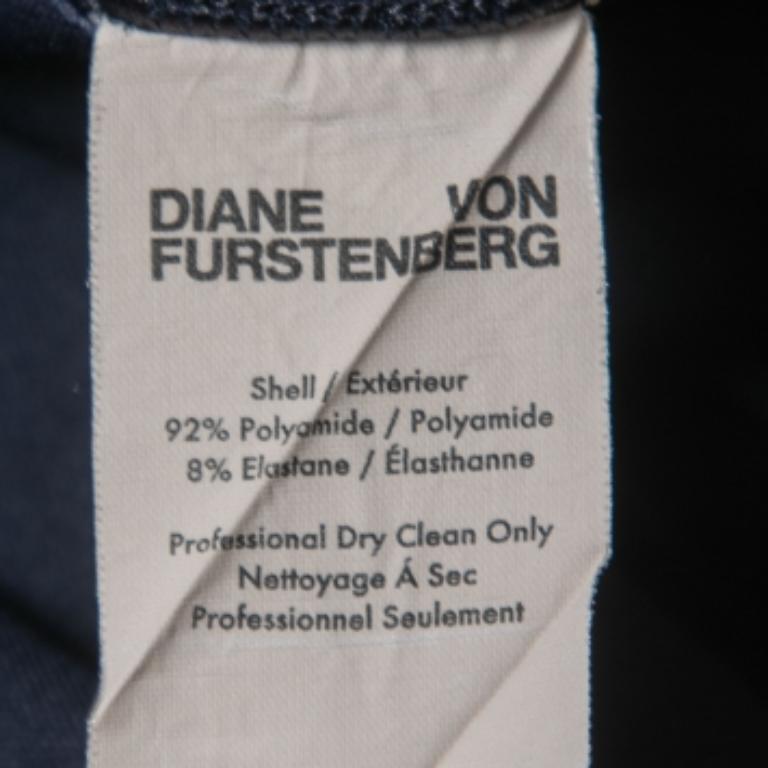 DIANE VON
FURSTENBERG
Shell / Extérieur
92% Polyamide / Polyamide
8% Elastane / Élasthanne
Professional Dry Clean Only
Nettoyage Á Sec
Professionnel Seulement